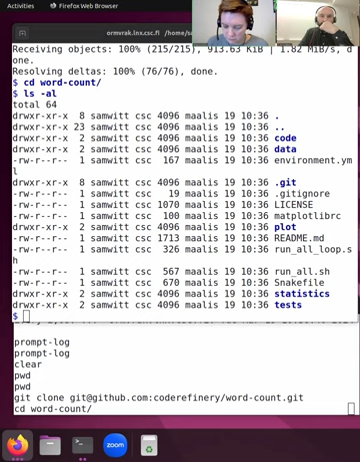 Activities
Firefox Web Browser
ormvrak.lnx.csc.fi /home/sa
Receiving objects: 100% (215/215), 913.63 KiB | 1.82 MiB/s, d
one.
Resolving deltas: 100% (76/76), done.
$ cd word-count/
$ ls -al
total 64
drwxr-xr-x  8 samwitt csc 4096 maalis 19 10:36 .
drwxr-xr-x 23 samwitt csc 4096 maalis 19 10:36 ..
drwxr-xr-x  2 samwitt csc 4096 maalis 19 10:36 code
drwxr-xr-x  2 samwitt csc 4096 maalis 19 10:36 data
-rw-r--r--  1 samwitt csc  167 maalis 19 10:36 environment.ym
l
drwxr-xr-x  8 samwitt csc 4096 maalis 19 10:36 .git
-rw-r--r--  1 samwitt csc   19 maalis 19 10:36 .gitignore
-rw-r--r--  1 samwitt csc 1070 maalis 19 10:36 LICENSE
-rw-r--r--  1 samwitt csc  100 maalis 19 10:36 matplotlibrc
drwxr-xr-x  2 samwitt csc 4096 maalis 19 10:36 plot
-rw-r--r--  1 samwitt csc 1713 maalis 19 10:36 README.md
-rw-r--r--  1 samwitt csc  326 maalis 19 10:36 run_all_loop.s
h
-rw-r--r--  1 samwitt csc  567 maalis 19 10:36 run_all.sh
-rw-r--r--  1 samwitt csc  670 maalis 19 10:36 Snakefile
drwxr-xr-x  2 samwitt csc 4096 maalis 19 10:36 statistics
drwxr-xr-x  2 samwitt csc 4096 maalis 19 10:36 tests
$
prompt-log
prompt-log
clear
pwd
pwd
git clone git@github.com:coderefinery/word-count.git
cd word-count/
zoom